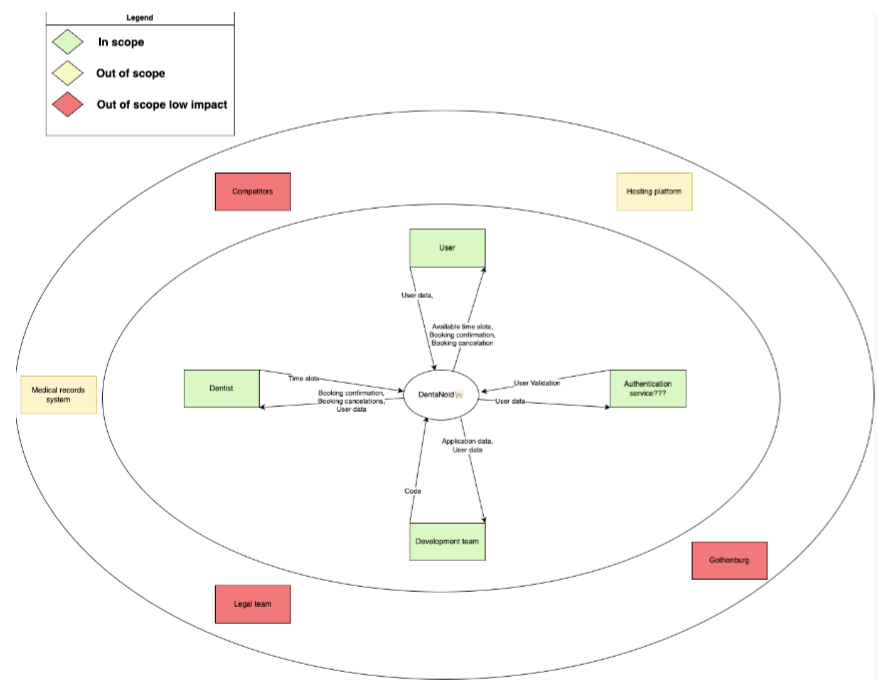 Legend
In scope
Out of scope
Out of scope low impact
Competitors
Hosting platform
User
User data,
Available time slots,
Booking confirmation,
Booking cancelation
Medical records
system
Dentist
Time slots
Booking confirmation,
Booking cancelations,
User data
DentaNoid
User Validation
User data
Authentication
service???
Application data,
User data
Code
Development team
Gothenburg
Legal team